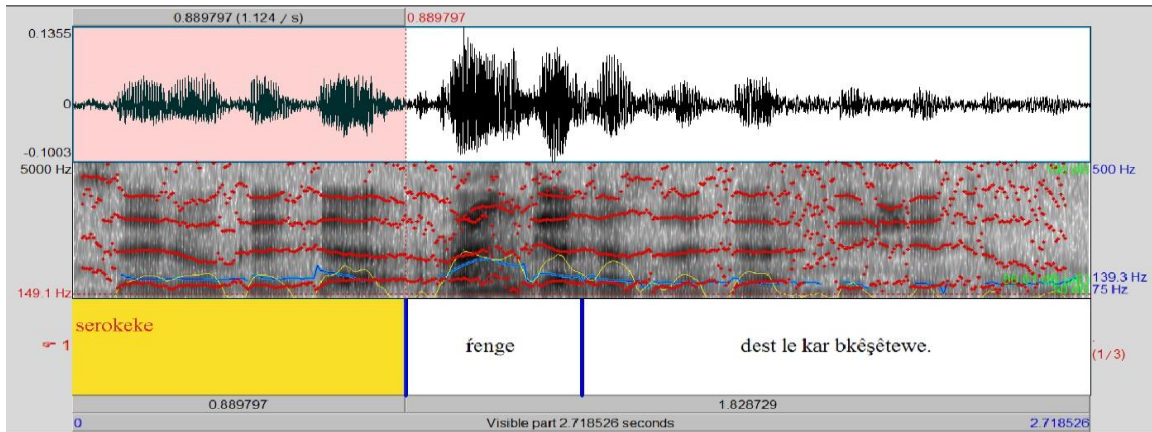 0.889797 (1.124 / s) 0.889797
0.1355
0
-0.1003
5000 Hz 500 Hz
139.3 Hz
149.1 Hz 75 Hz
serokeke
1 ŕenge dest le kar bkêşêtewe. (1/3)
0.889797 1.828729
0 Visible part 2.718526 seconds 2.718526